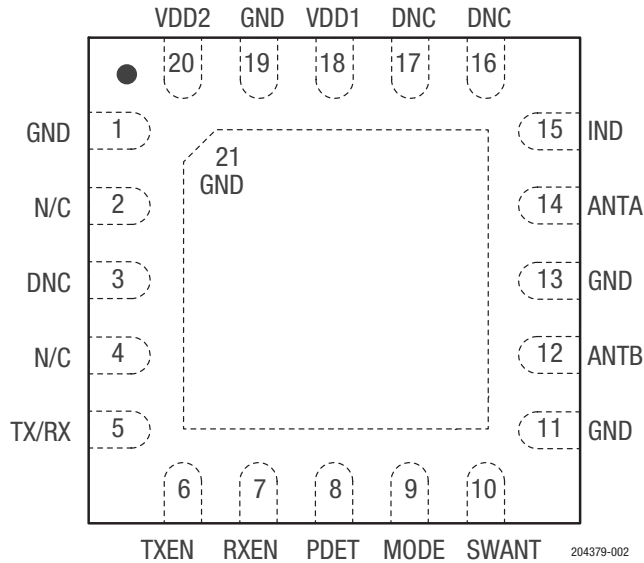 VDD2 GND VDD1 DNC DNC
20 19 18 17 16
GND 1 15 IND
21
GND
N/C 2 14 ANTA
DNC 3 13 GND
N/C 4 12 ANTB
TX/RX 5 11 GND
6 7 8 9 10
TXEN RXEN PDET MODE SWANT 204379-002